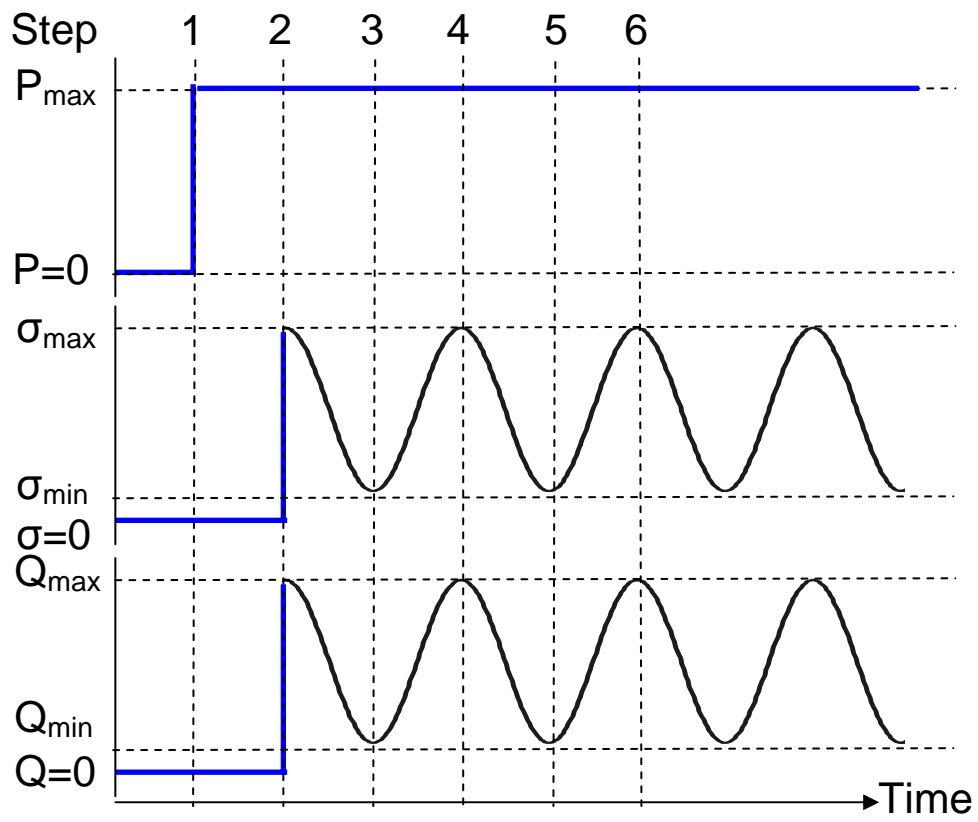 Step 1 2 3 4 5 6
Pmax
P=0
σmax
σmin
σ=0
Qmax
Qmin
Q=0
Time